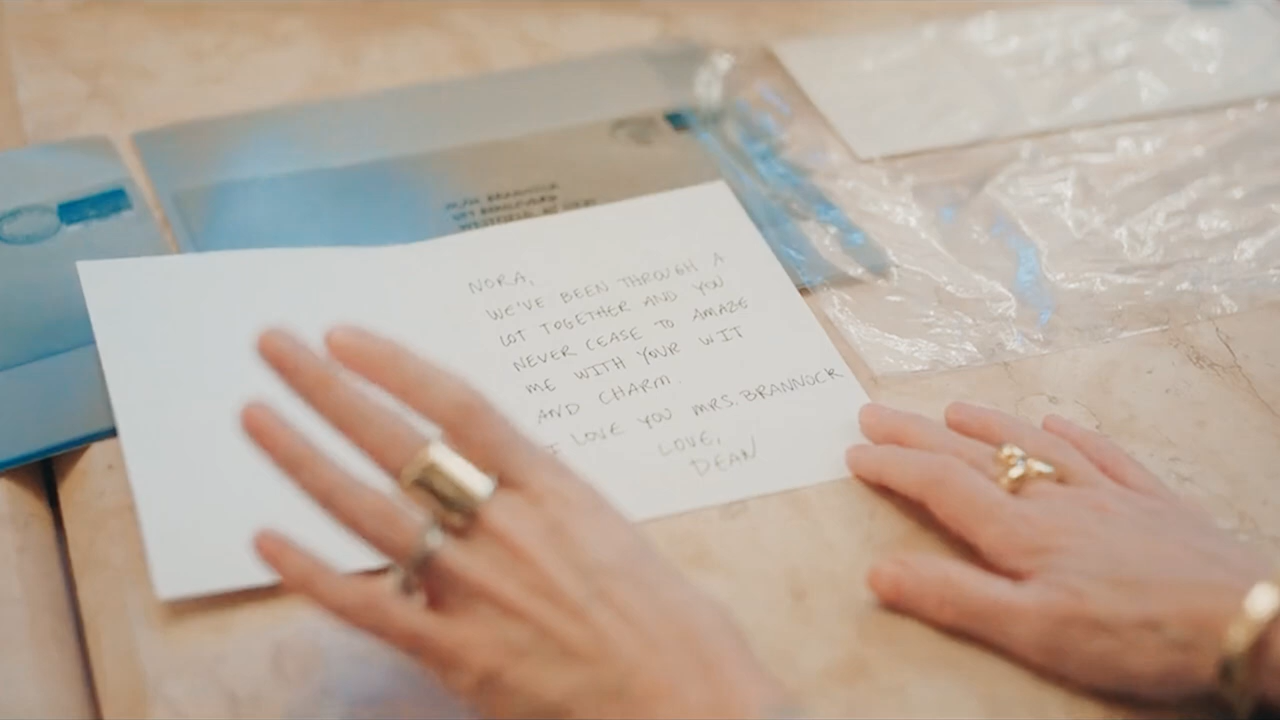 NORA,
WE'VE BEEN THROUGH A
LOT TOGETHER AND YOU
NEVER CEASE TO AMAZE
ME WITH YOUR WIT
AND CHARM.
I LOVE YOU MRS. BRANNOCK
LOVE,
DEAN